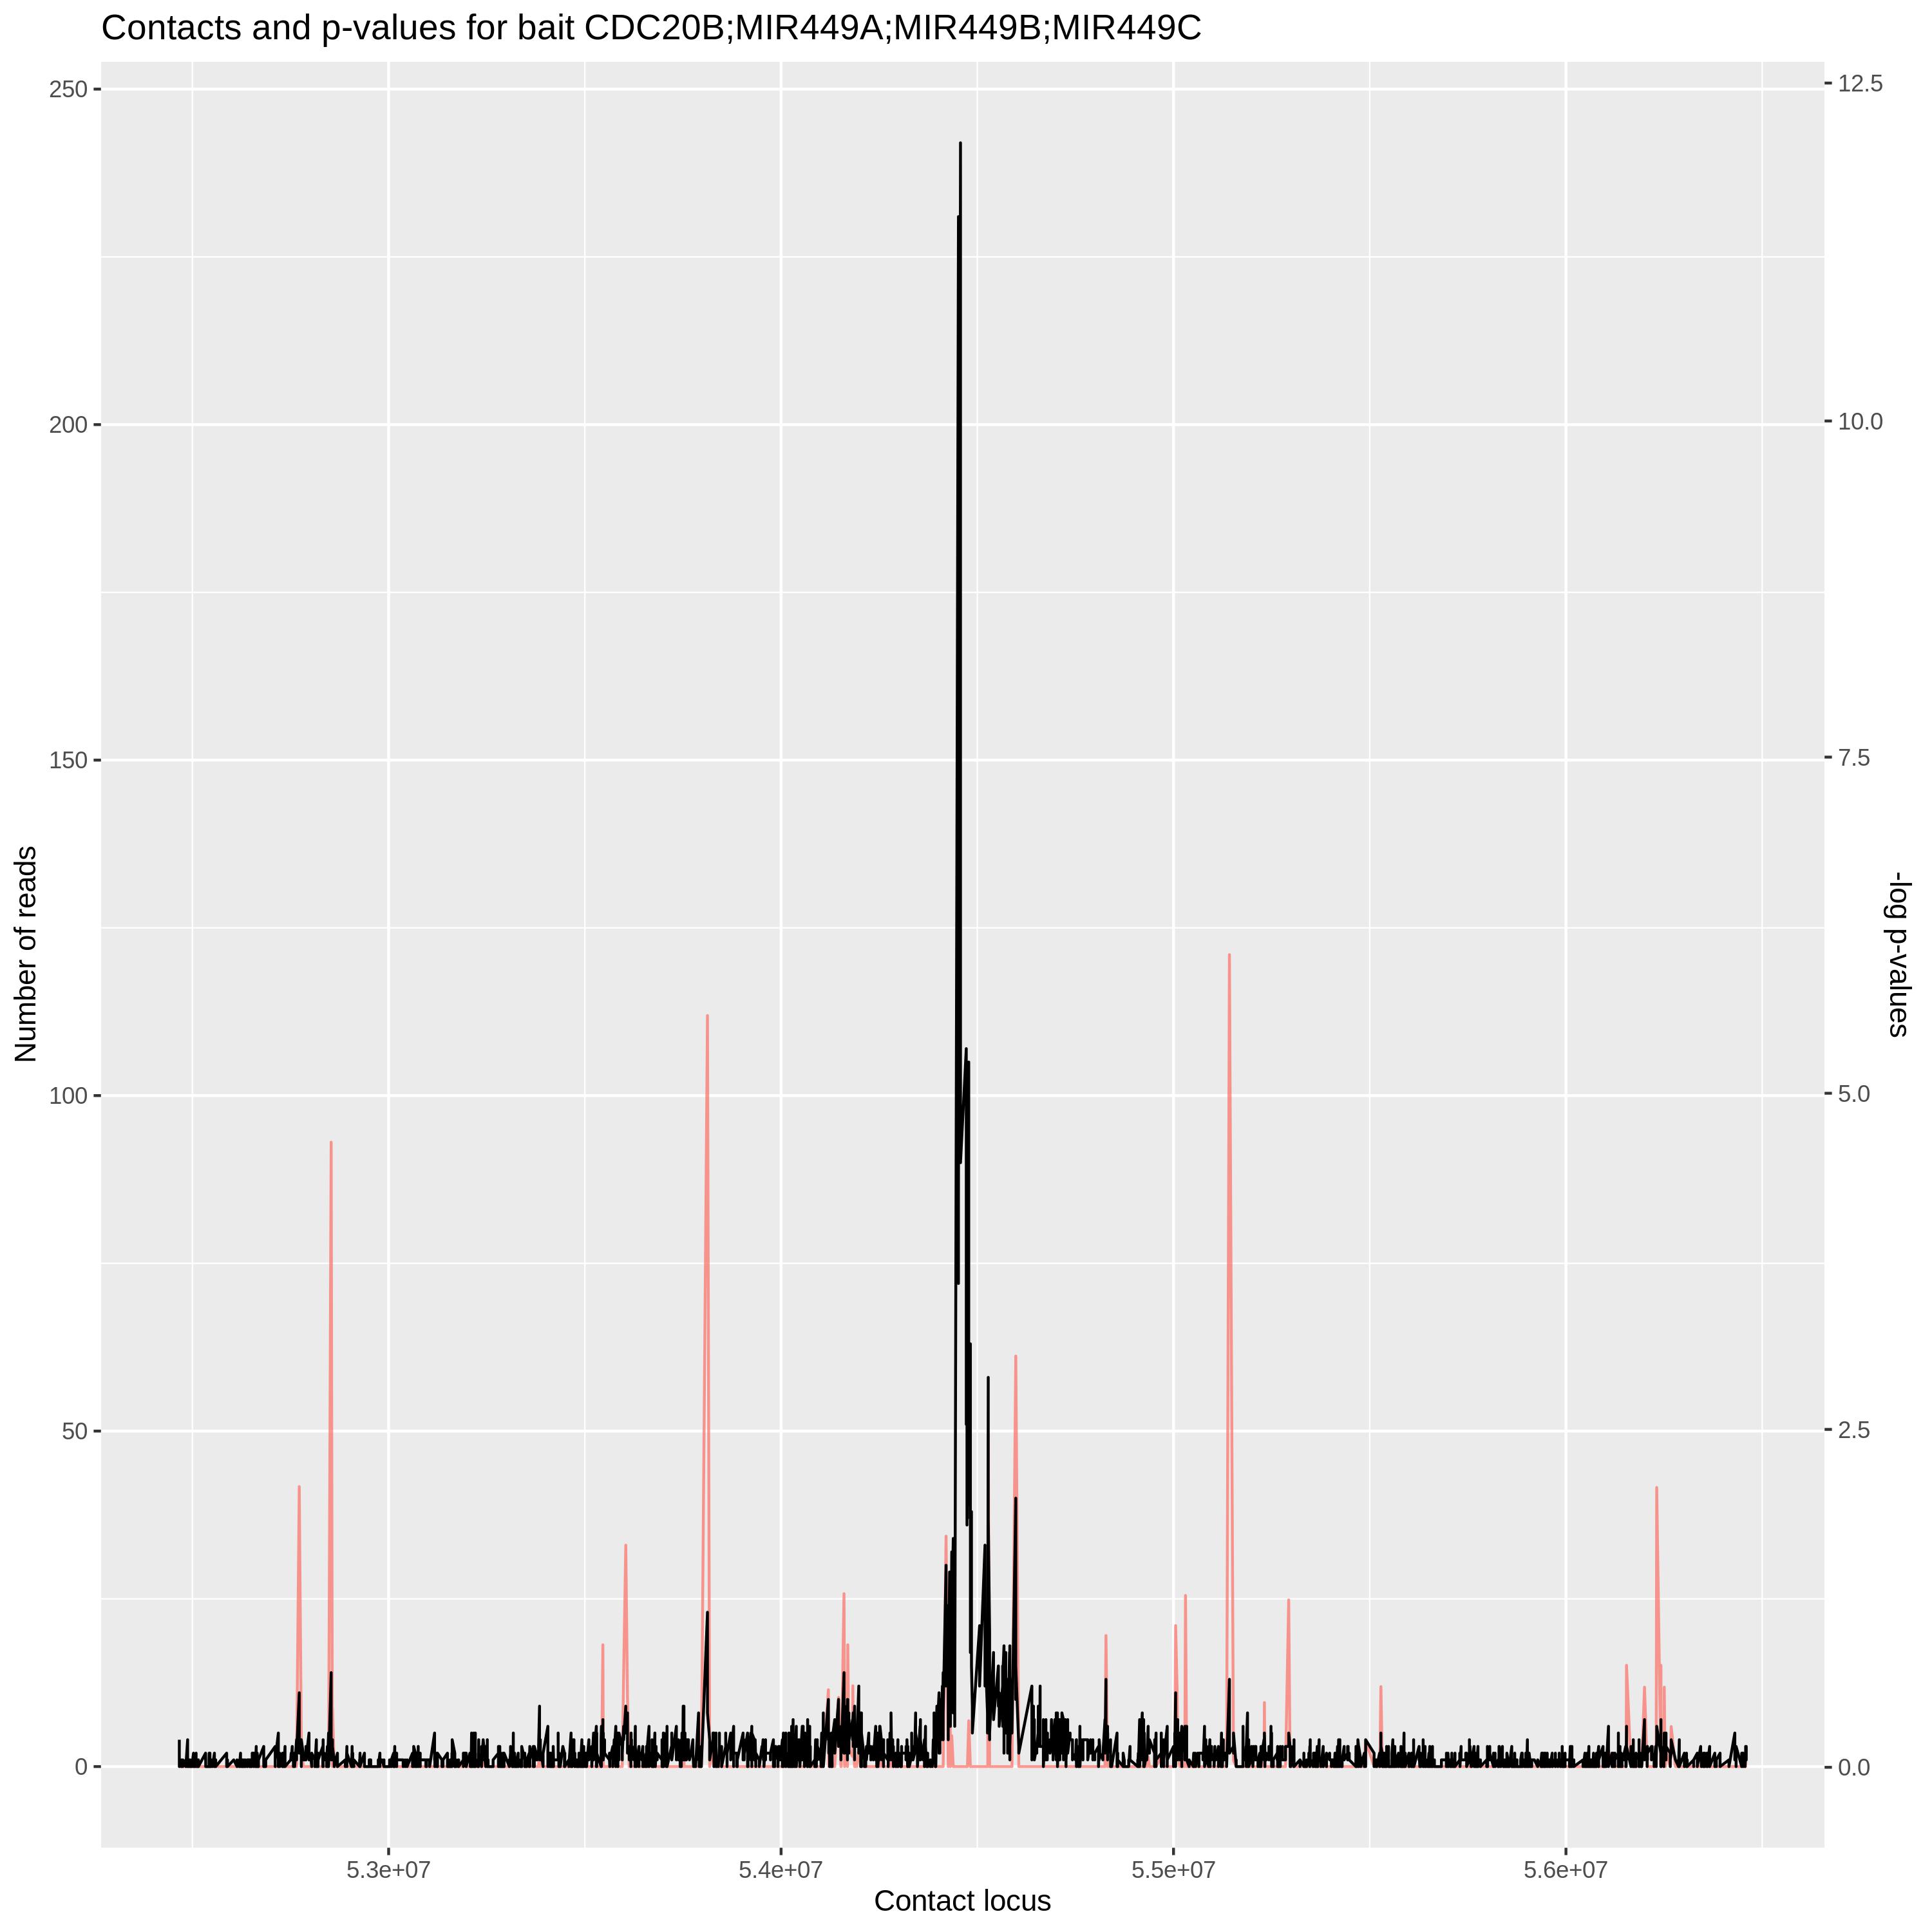 Contacts and p-values for bait CDC20B;MIR449A;MIR449B;MIR449C
250
200
150
100
50
0
Number of reads
12.5
10.0
7.5
5.0
2.5
0.0
-log p-values
5.3e+07
5.4e+07
5.5e+07
5.6e+07
Contact locus